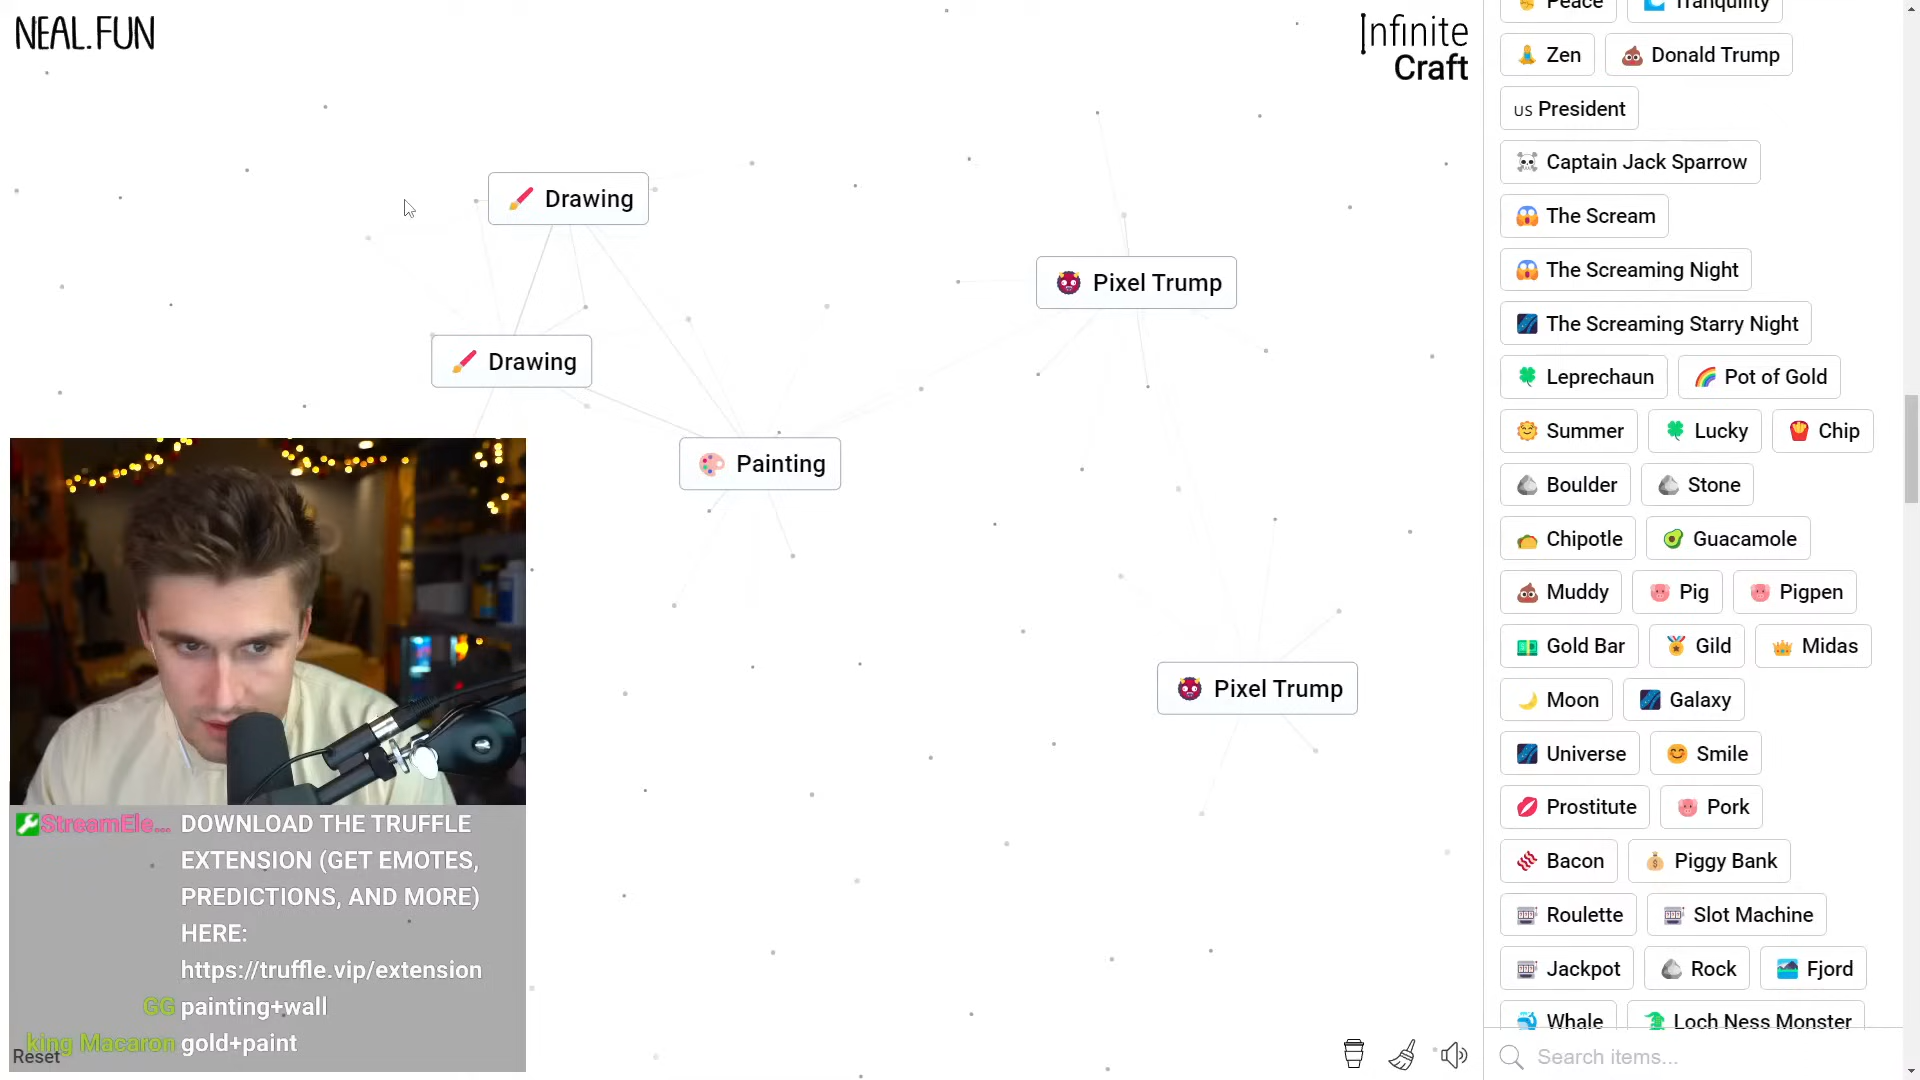 NEAL.FUN
Infinite
Craft
Drawing
Pixel Trump
Drawing
Painting
Pixel Trump
StreamEle... DOWNLOAD THE TRUFFLE
EXTENSION (GET EMOTES,
PREDICTIONS, AND MORE)
HERE:
https://truffle.vip/extension
GG painting+wall
king Macaron gold+paint
Reset
Peace Tranquility
Zen Donald Trump
US President
Captain Jack Sparrow
The Scream
The Screaming Night
The Screaming Starry Night
Leprechaun Pot of Gold
Summer Lucky Chip
Boulder Stone
Chipotle Guacamole
Muddy Pig Pigpen
Gold Bar Gild Midas
Moon Galaxy
Universe Smile
Prostitute Pork
Bacon Piggy Bank
Roulette Slot Machine
Jackpot Rock Fjord
Whale Loch Ness Monster
Search items...